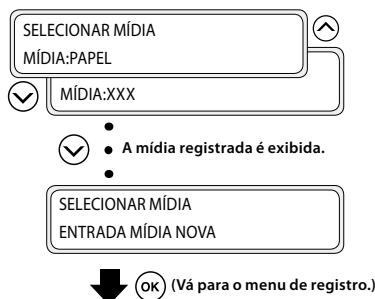 SELECIONAR MÍDIA
MÍDIA:PAPEL
MÍDIA:XXX
A mídia registrada é exibida.
SELECIONAR MÍDIA
ENTRADA MÍDIA NOVA
OK (Vá para o menu de registro.)